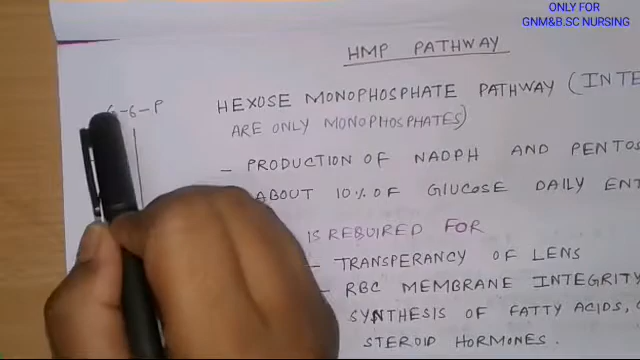 ONLY FOR
GNM&B.SC NURSING
HMP PATHWAY
G-6-P
HEXOSE MONOPHOSPHATE PATHWAY (INTE
ARE ONLY MONOPHOSPHATES)
- PRODUCTION OF NADPH AND PENTOS
ABOUT 10% OF GLUCOSE DAILY ENT
IS REQUIRED FOR
- TRANSPERANCY OF LENS
- RBC MEMBRANE INTEGRITY
SYNTHESIS OF FATTY ACIDS, C
STEROID HORMONES.